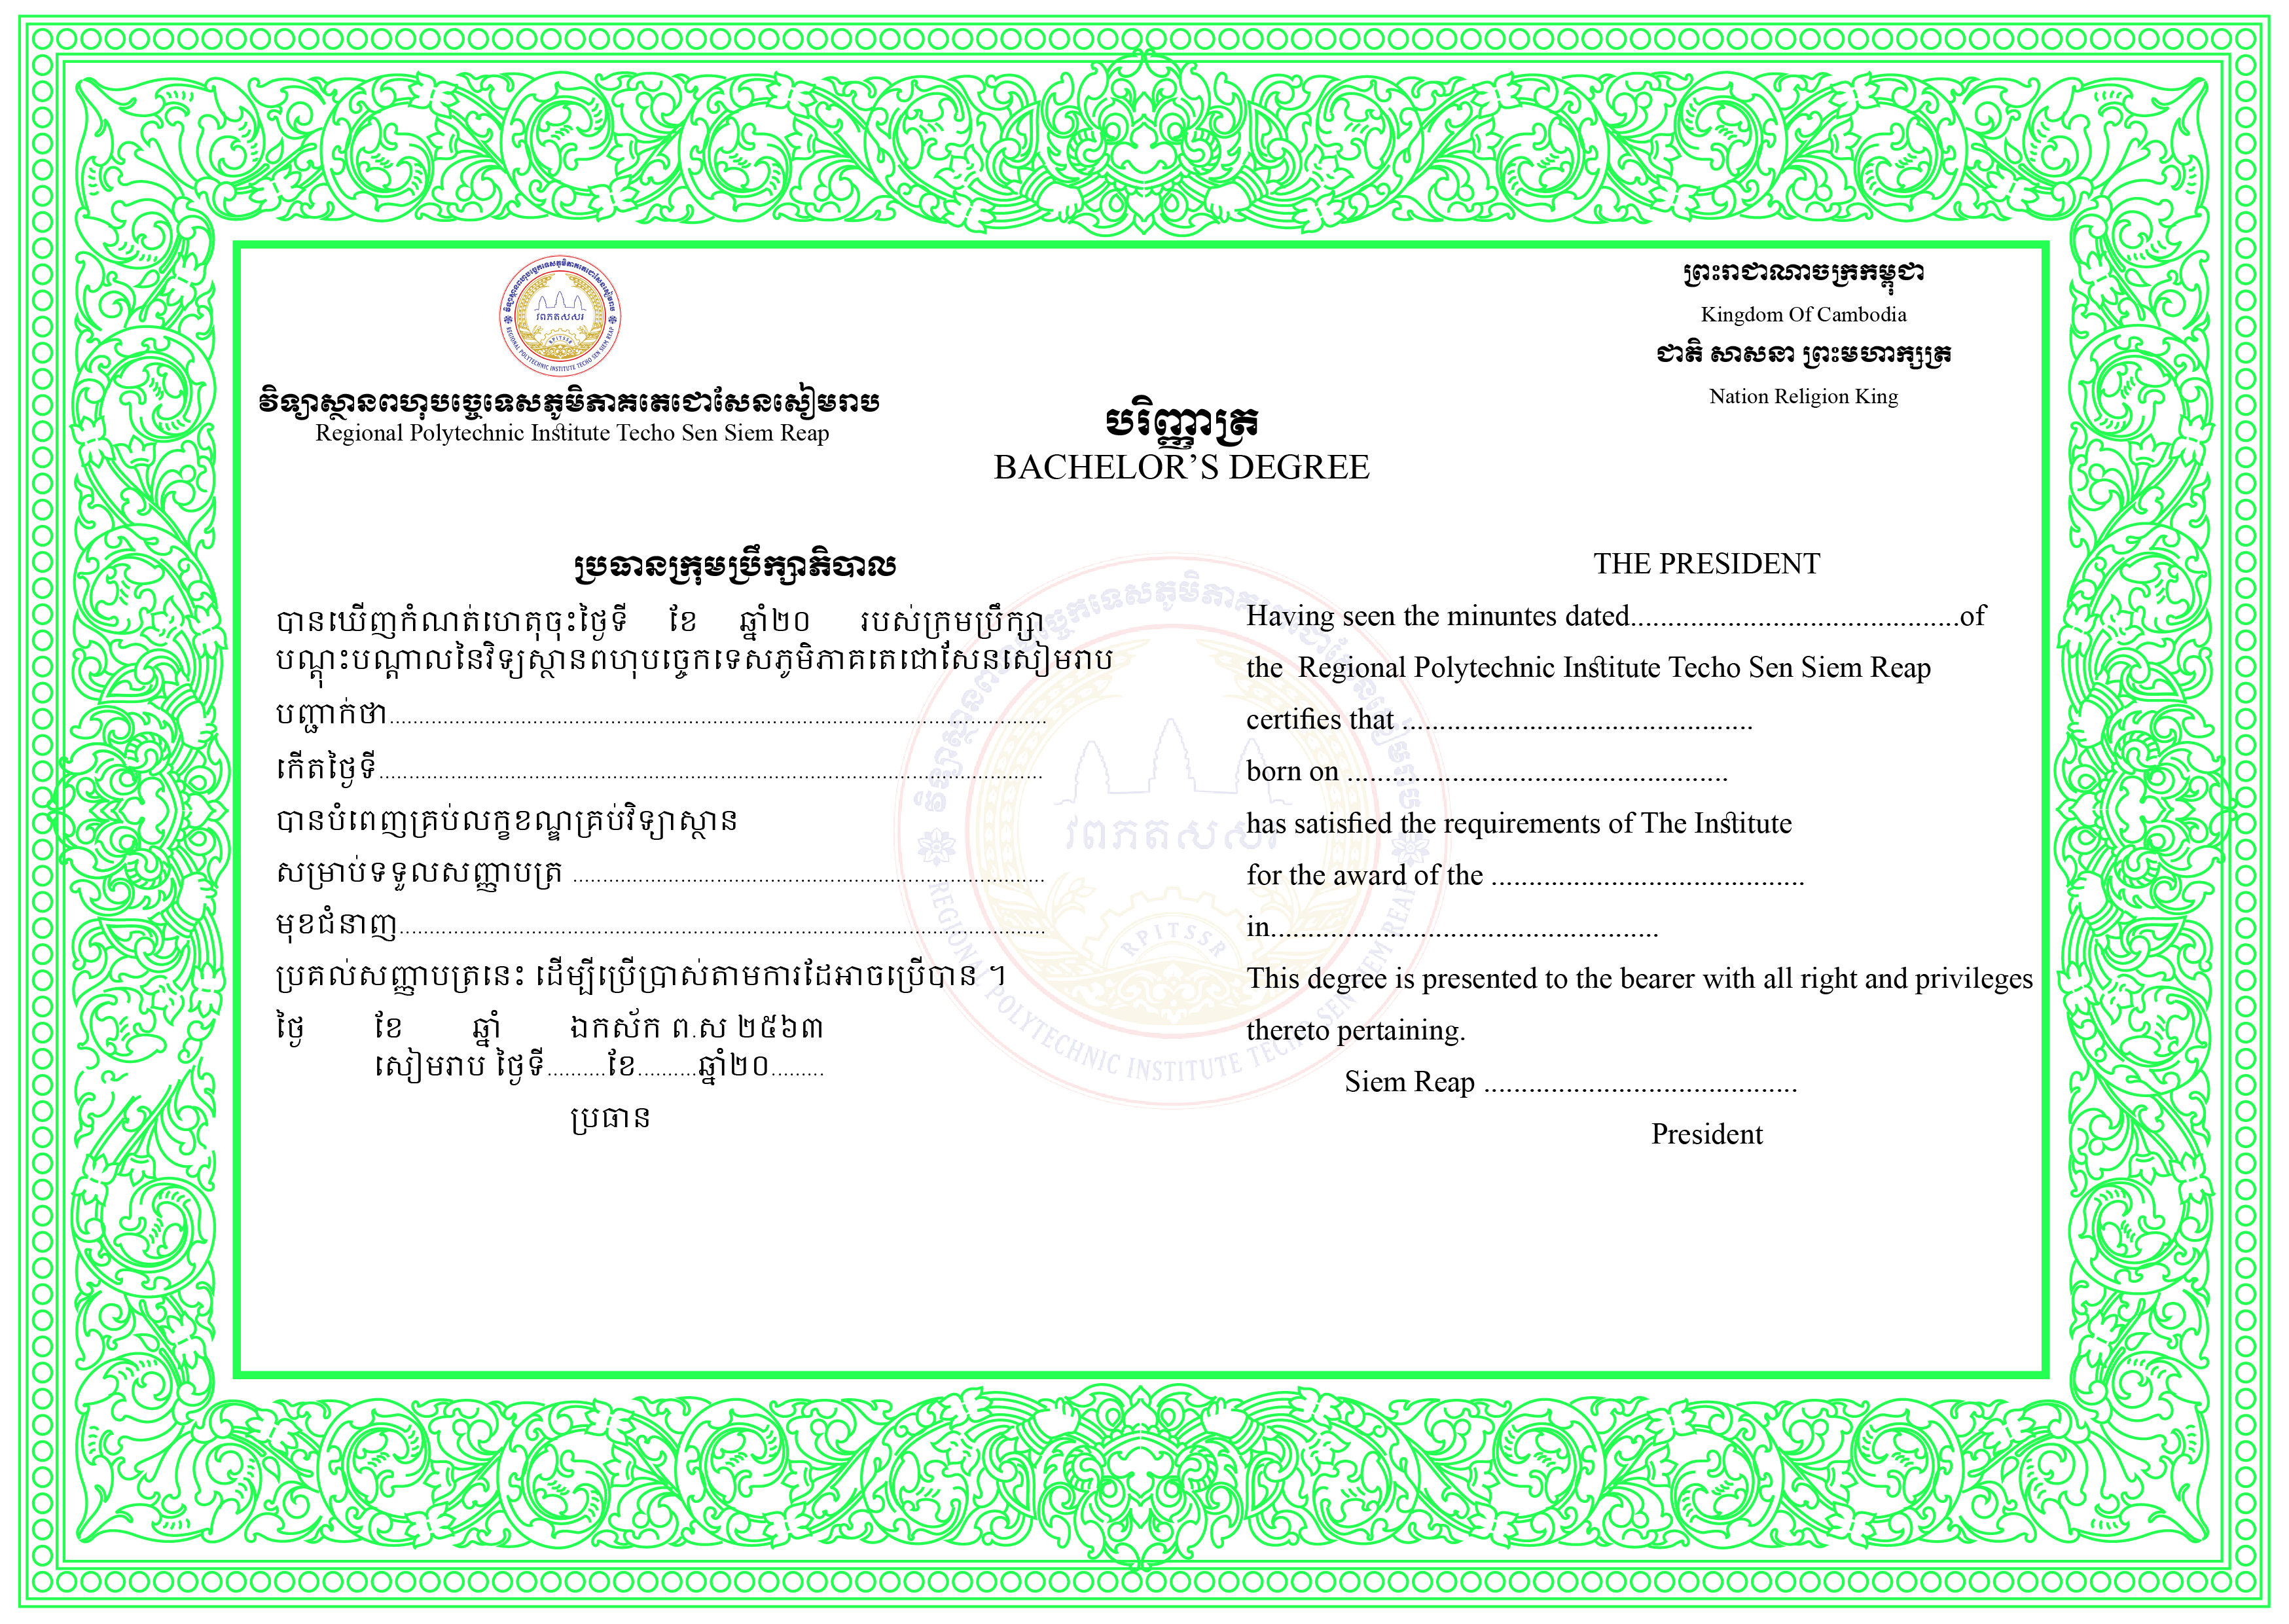 វិទ្យាស្ថានពហុបច្ចេទេសភូមិភាគតេជោសែនសៀមរាប
Regional Polytechnic Institute Techo Sen Siem Reap
ព្រះរាជាណាចក្រកម្ពុជា
Kingdom Of Cambodia
ជាតិ សាសនា ព្រះមហាក្សត្រ
Nation Religion King
បរិញ្ញាត្រ
BACHELOR’S DEGREE
ប្រធានក្រុមប្រឹក្សាភិបាល
បានឃើញកំណត់ហេតុចុះថ្ងៃទី ខែ ឆ្នាំ២០ របស់ក្រមប្រឹក្សា
បណ្តុះបណ្តាលនៃវិទ្យស្ថានពហុបច្ចេកទេសភូមិភាគតេជោសែនសៀមរាប
បញ្ជាក់ថា..........................................................................................
កើតថ្ងៃទី..........................................................................................
បានបំពេញគ្រប់លក្ខខណ្ឌគ្រប់វិទ្យាស្ថាន
សម្រាប់ទទួលសញ្ញាបត្រ ................................................................
មុខជំនាញ........................................................................................
ប្រគល់សញ្ញាបត្រនេះ ដើម្បីប្រើប្រាស់តាមការដែអាចប្រើបាន ។
ថ្ងៃ ខែ ឆ្នាំ ឯកស័ក ព.ស ២៥៦៣
សៀមរាប ថ្ងៃទី..........ខែ..........ឆ្នាំ២០.........
ប្រធាន
THE PRESIDENT
Having seen the minuntes dated............................................of
the Regional Polytechnic Institute Techo Sen Siem Reap
certifies that ...............................................
born on ...................................................
has satisfied the requirements of The Institute
for the award of the ..........................................
in....................................................
This degree is presented to the bearer with all right and privileges
thereto pertaining.
Siem Reap ..........................................
President
វពភតសសរ
RPITSSR
REGIONAL POLYTECHNIC INSTITUTE TECHO SEN SIEM REAP